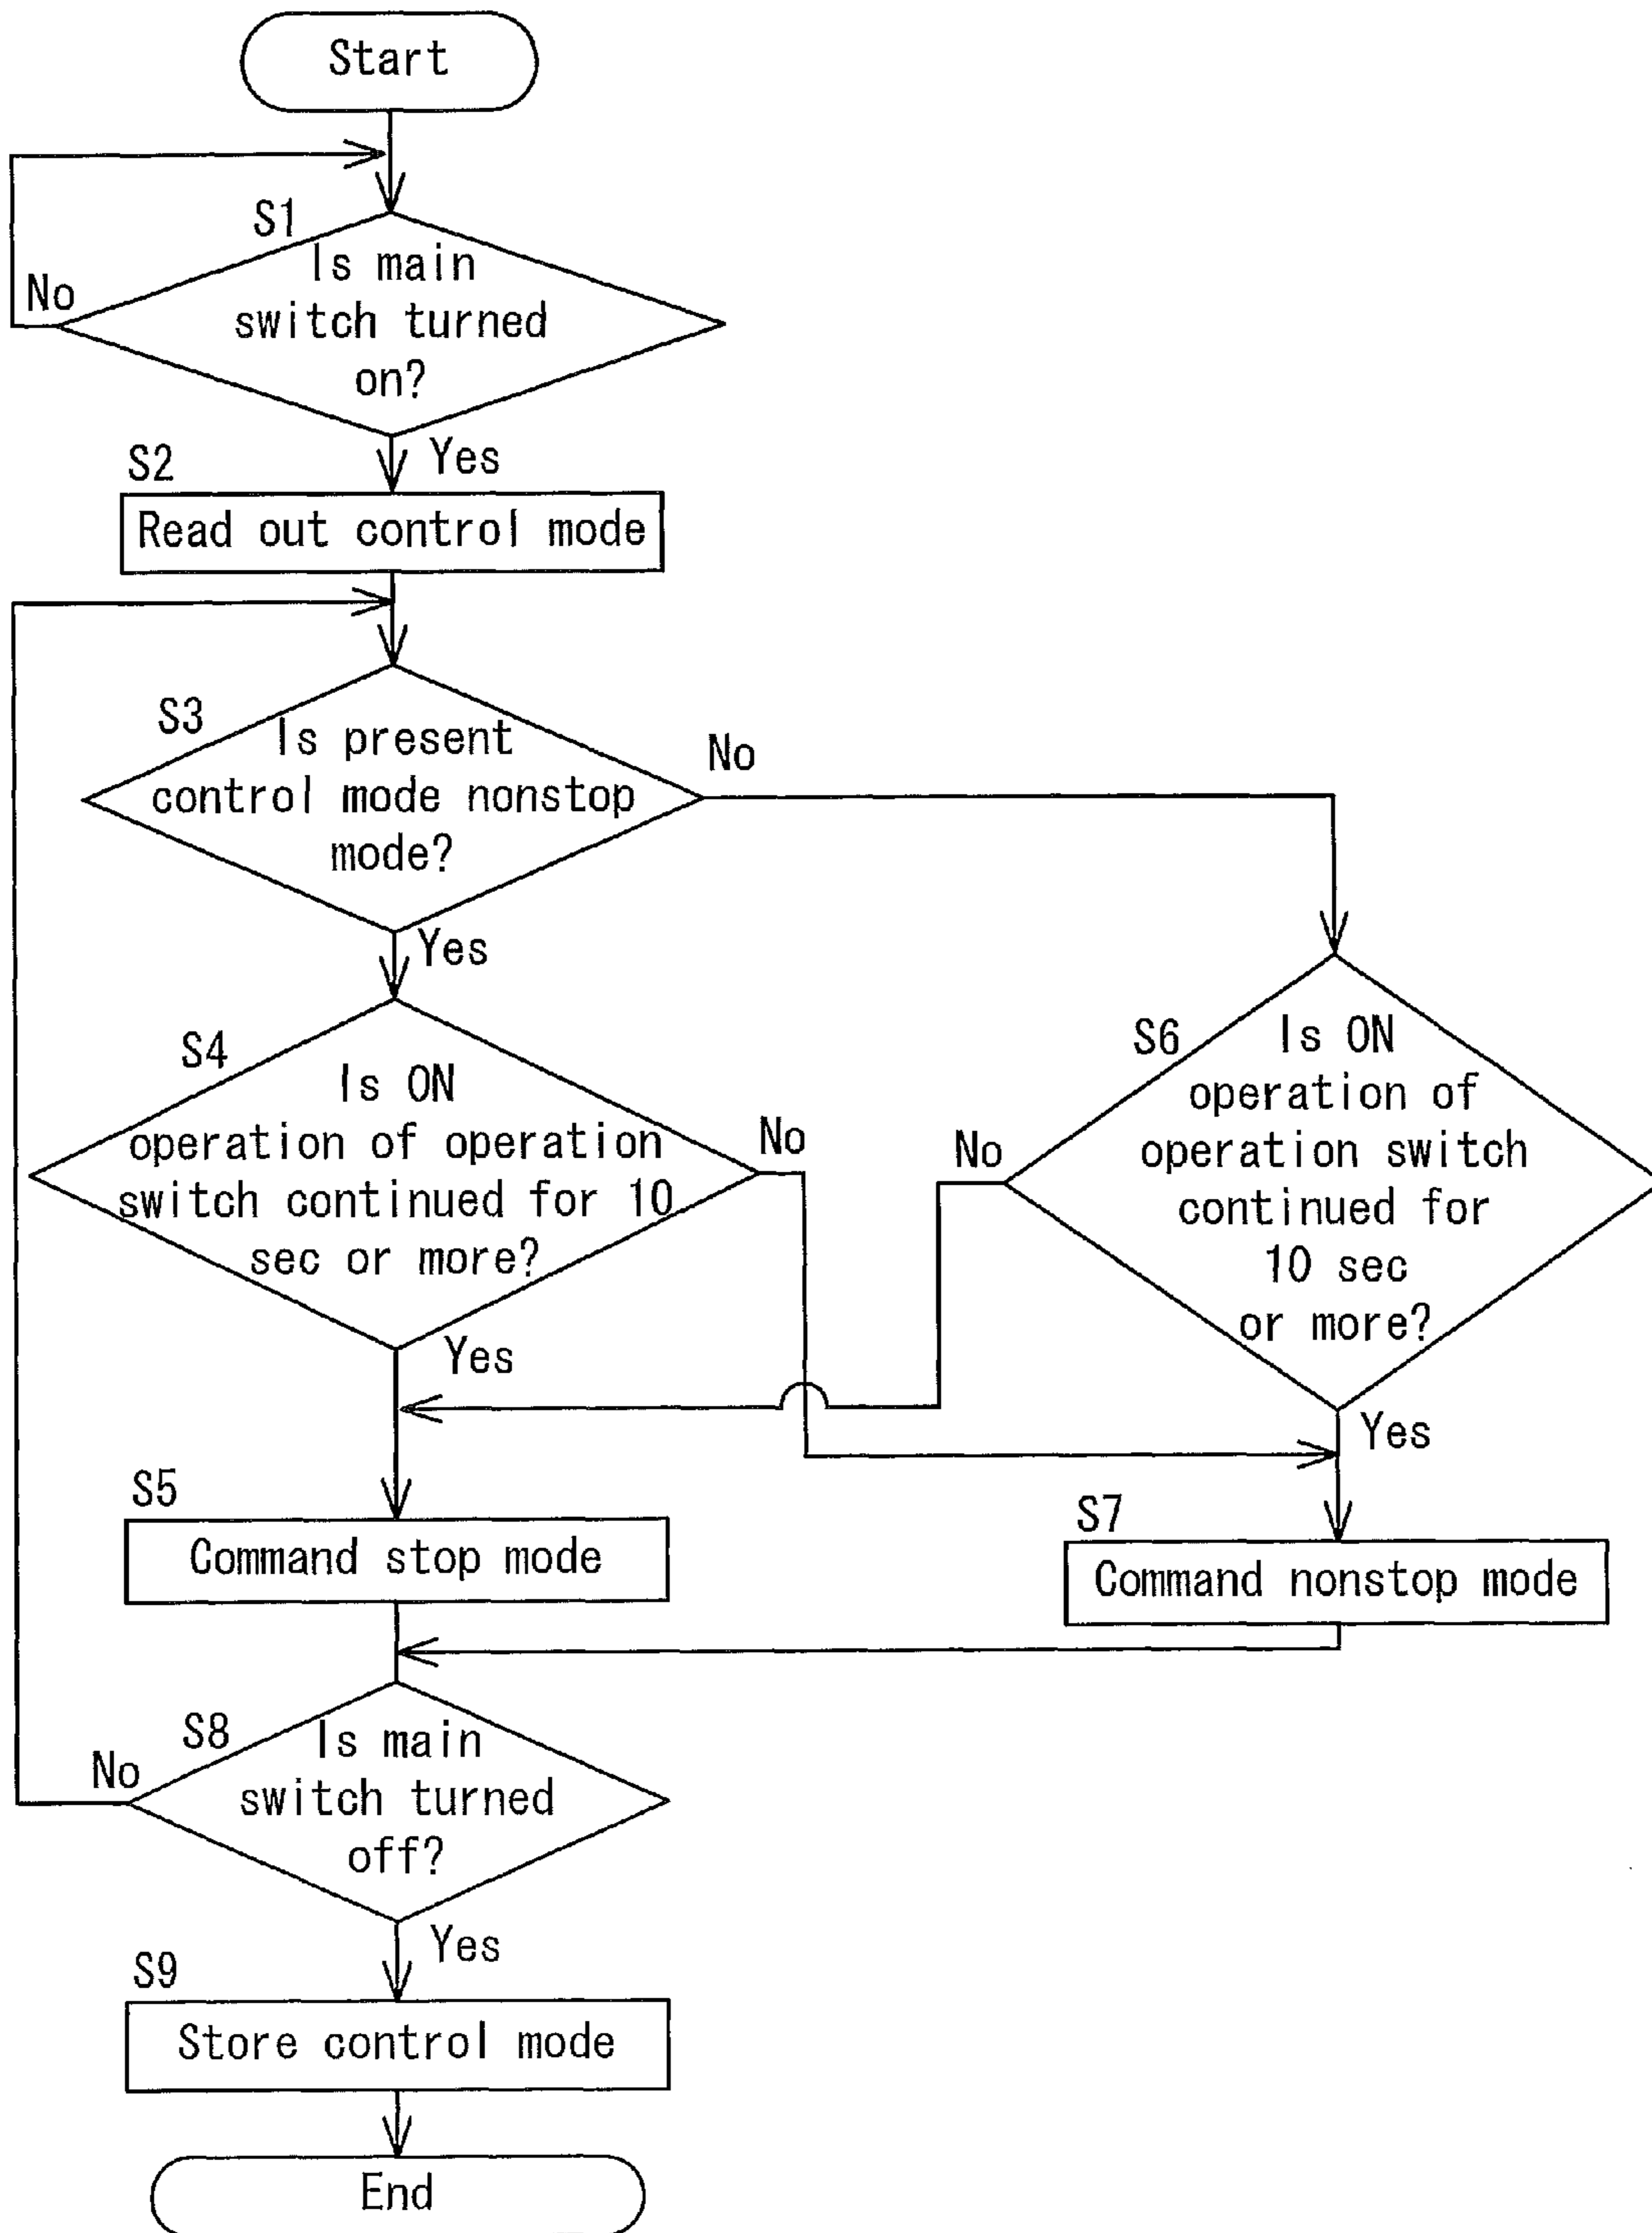 Start
S1
Is main
switch turned
on?
No
Yes
S2
Read out control mode
S3
Is present
control mode nonstop
mode?
No
Yes
S4
Is ON
operation of operation
switch continued for 10
sec or more?
No
Yes
S6
Is ON
operation of
operation switch
continued for
10 sec
or more?
No
Yes
S5
Command stop mode
S7
Command nonstop mode
S8
Is main
switch turned
off?
No
Yes
S9
Store control mode
End